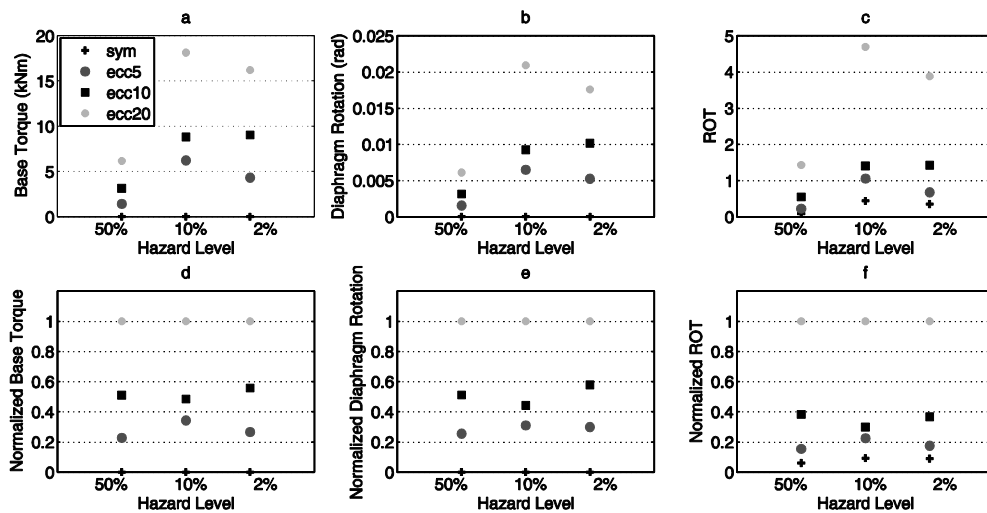 a
20
15
10
5
0
Base Torque (kNm)
sym
ecc5
ecc10
ecc20
50% 10% 2%
Hazard Level
b
0.025
0.02
0.015
0.01
0.005
0
Diaphragm Rotation (rad)
50% 10% 2%
Hazard Level
c
5
4
3
2
1
0
ROT
50% 10% 2%
Hazard Level
d
1
0.8
0.6
0.4
0.2
0
Normalized Base Torque
50% 10% 2%
Hazard Level
e
1
0.8
0.6
0.4
0.2
0
Normalized Diaphragm Rotation
50% 10% 2%
Hazard Level
f
1
0.8
0.6
0.4
0.2
0
Normalized ROT
50% 10% 2%
Hazard Level